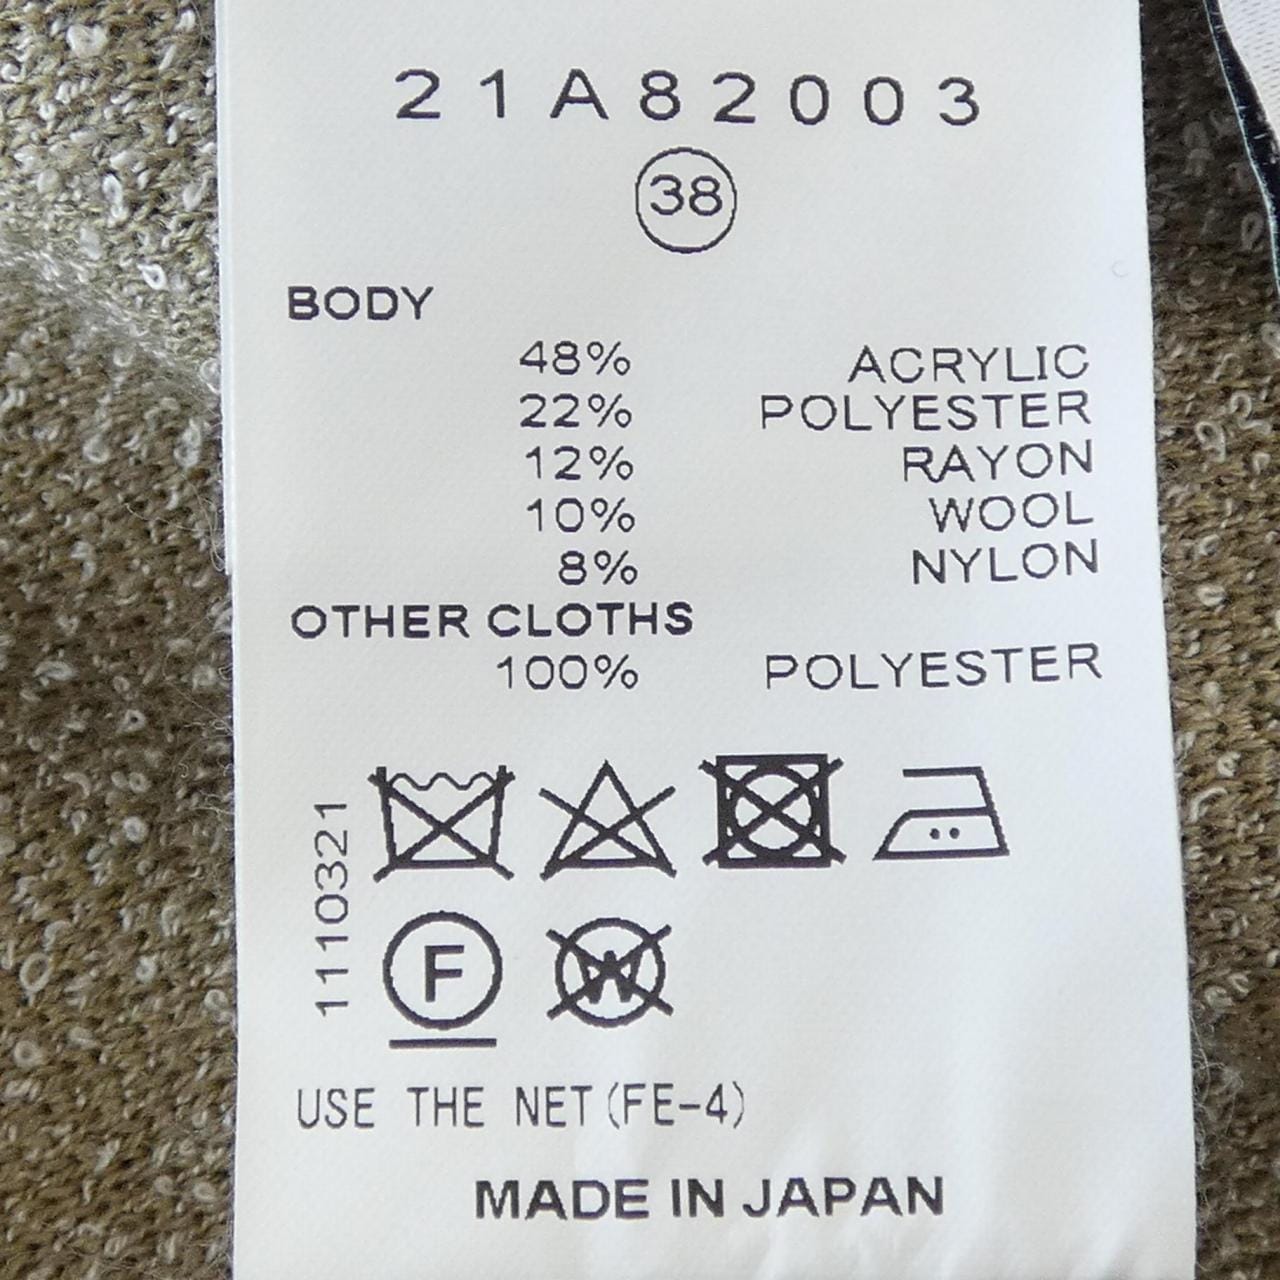 21A82003
38
BODY
48% ACRYLIC
22% POLYESTER
12% RAYON
10% WOOL
8% NYLON
OTHER CLOTHS
100% POLYESTER
110321
F W
USE THE NET(FE-4)
MADE IN JAPAN